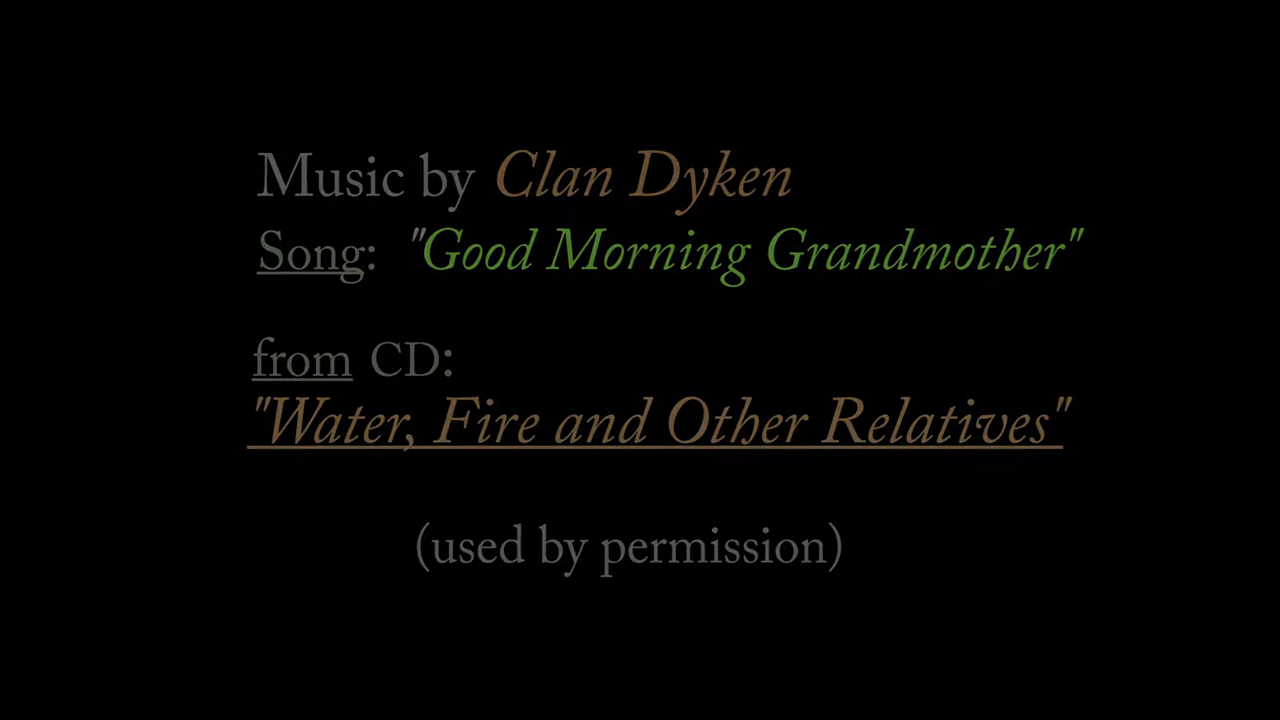 Music by Clan Dyken
Song: "Good Morning Grandmother"
from CD:
"Water, Fire and Other Relatives"
(used by permission)